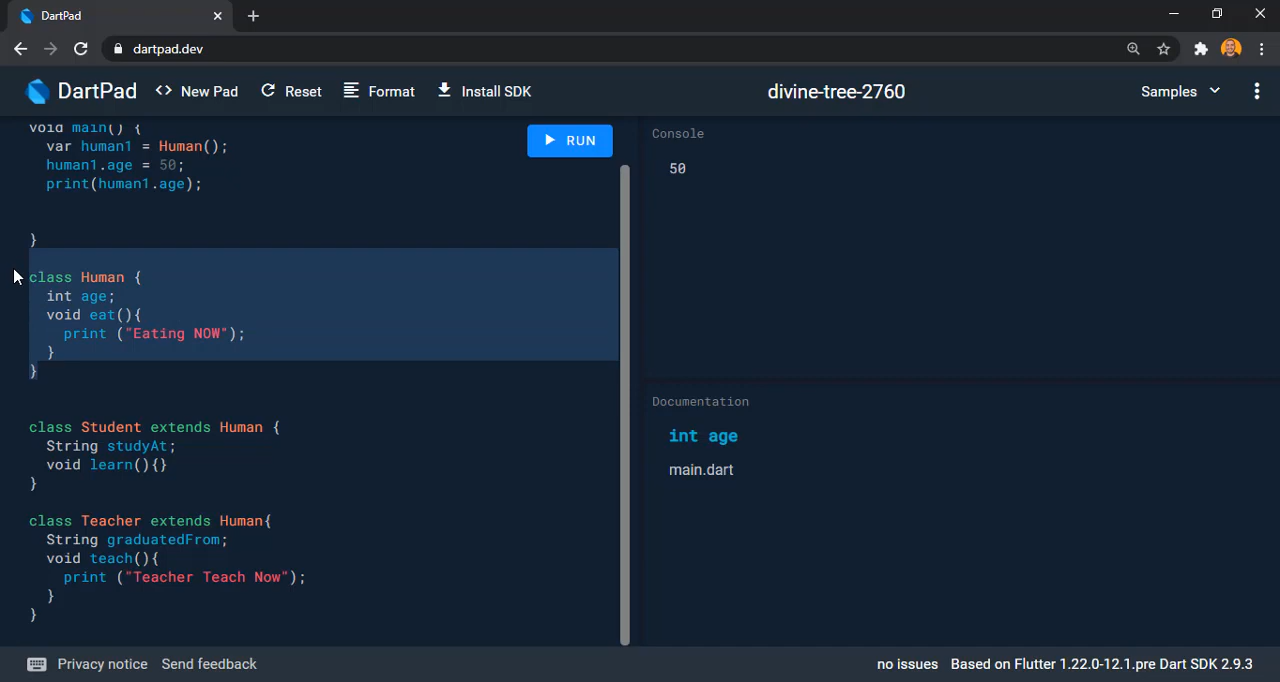 DartPad
dartpad.dev
DartPad <> New Pad Reset Format Install SDK divine-tree-2760 Samples
void main() {
var human1 = Human();
human1.age = 50;
print(human1.age);
}
class Human {
int age;
void eat(){
print ("Eating NOW");
}
}
class Student extends Human {
String studyAt;
void learn(){}
}
class Teacher extends Human{
String graduatedFrom;
void teach(){
print ("Teacher Teach Now");
}
}
RUN
Console
50
Documentation
int age
main.dart
Privacy notice Send feedback no issues Based on Flutter 1.22.0-12.1.pre Dart SDK 2.9.3